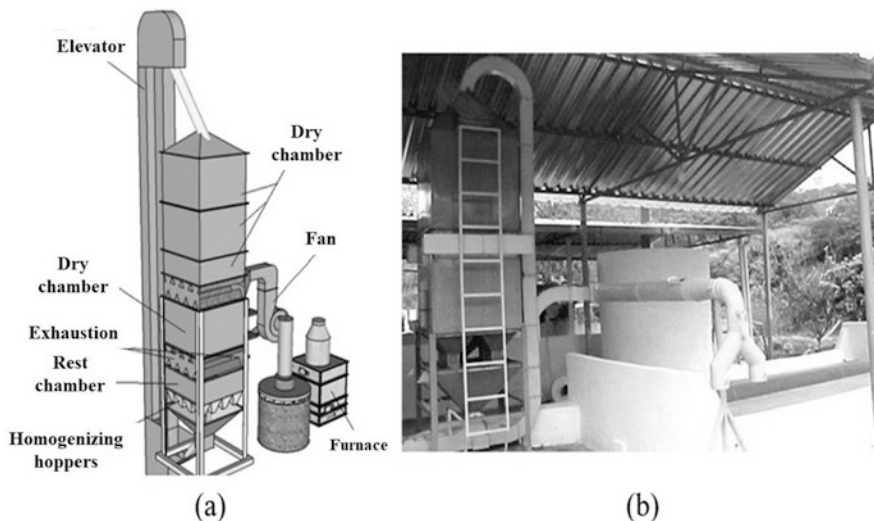 Elevator
Dry
chamber
Fan
Dry
chamber
Exhaustion
Rest
chamber
Homogenizing
hoppers
Furnace
(a)
(b)